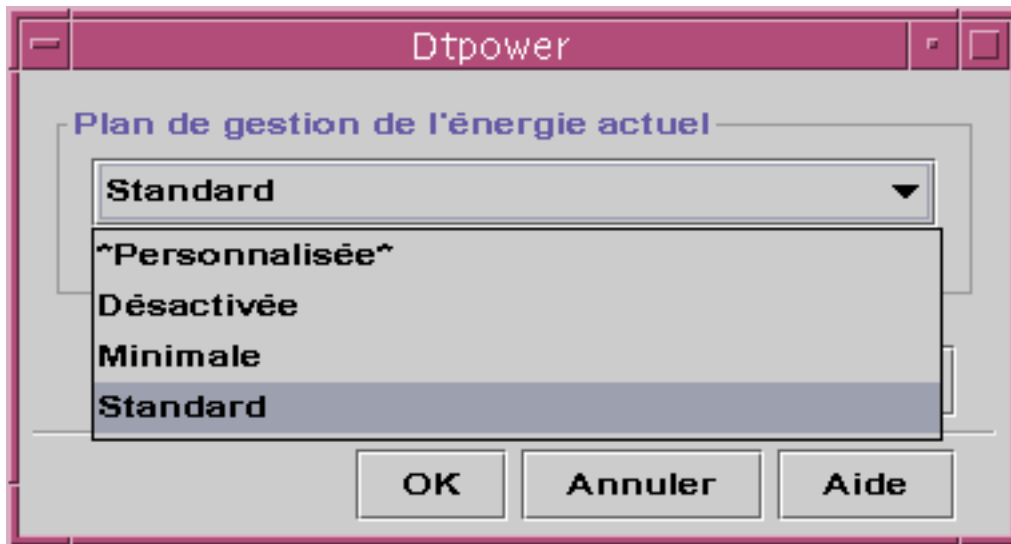 Dtpower
Plan de gestion de l'énergie actuel
Standard
^Personnalisée^
Désactivée
Minimale
Standard
OK
Annuler
Aide